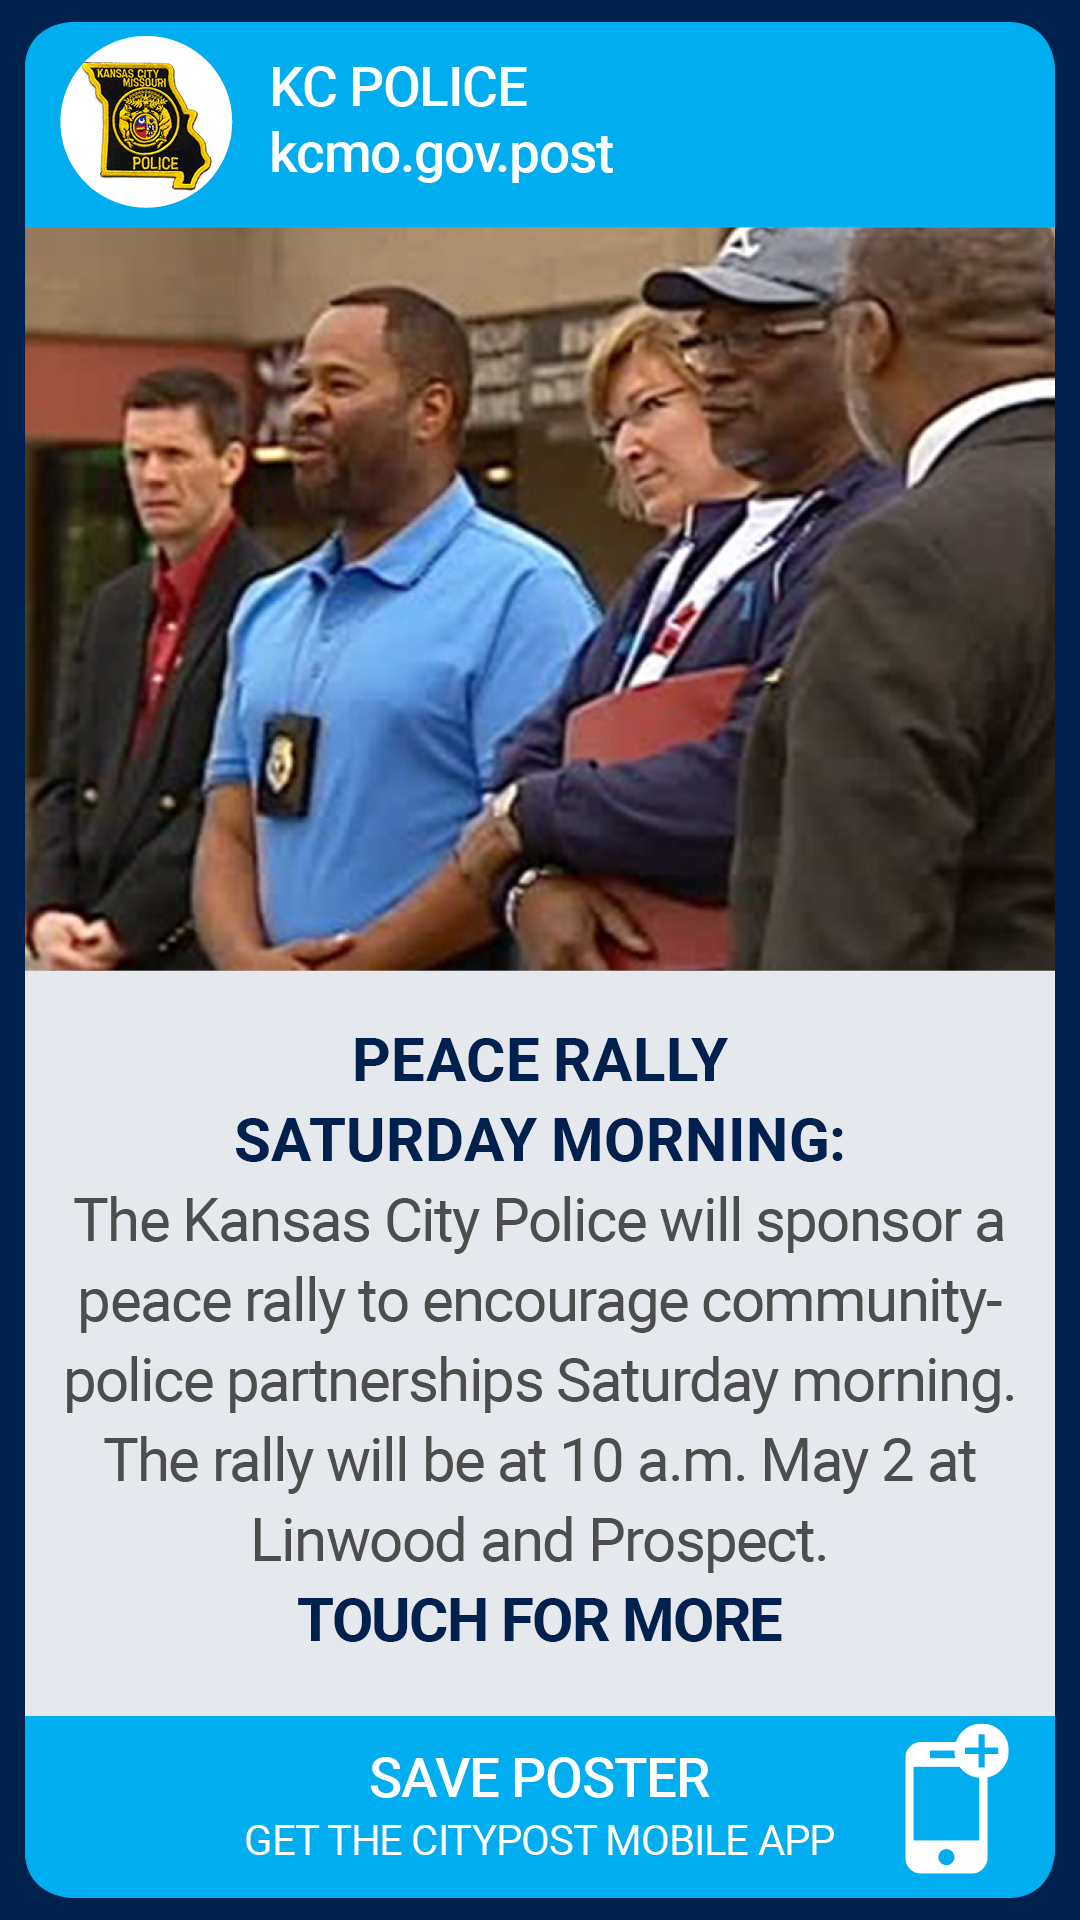 KANSAS CITY
MISSOURI
POLICE
KC POLICE
kcmo.gov.post
PEACE RALLY
SATURDAY MORNING:
The Kansas City Police will sponsor a
peace rally to encourage community-
police partnerships Saturday morning.
The rally will be at 10 a.m. May 2 at
Linwood and Prospect.
TOUCH FOR MORE
SAVE POSTER
GET THE CITYPOST MOBILE APP